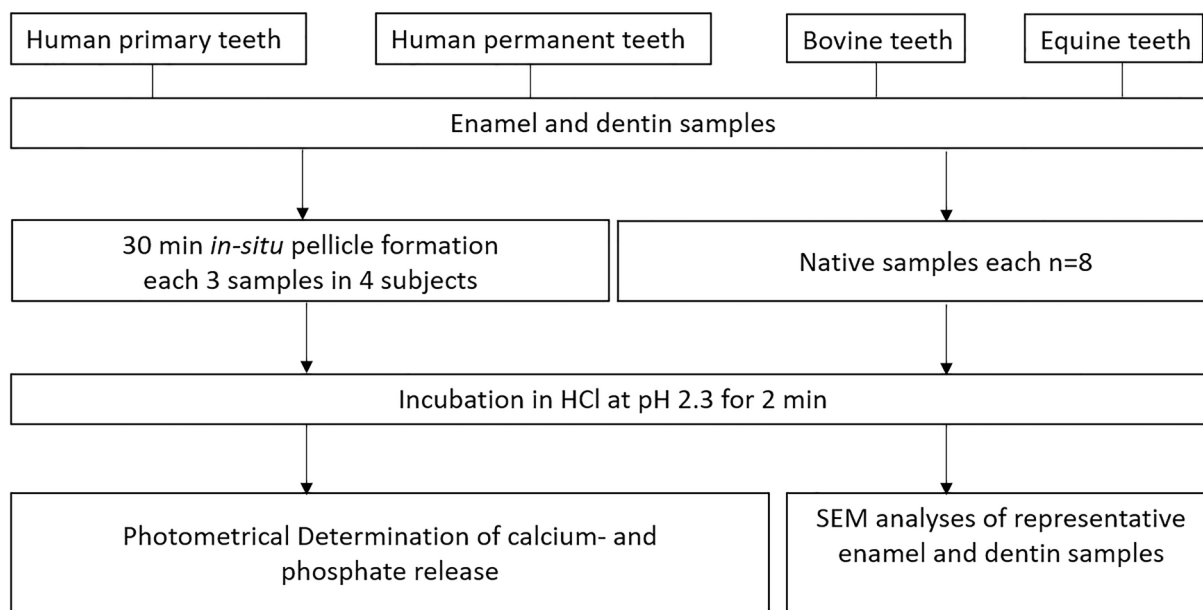 Human primary teeth
Human permanent teeth
Bovine teeth
Equine teeth
Enamel and dentin samples
30 min in-situ pellicle formation
each 3 samples in 4 subjects
Native samples each n=8
Incubation in HCl at pH 2.3 for 2 min
Photometrical Determination of calcium- and
phosphate release
SEM analyses of representative
enamel and dentin samples